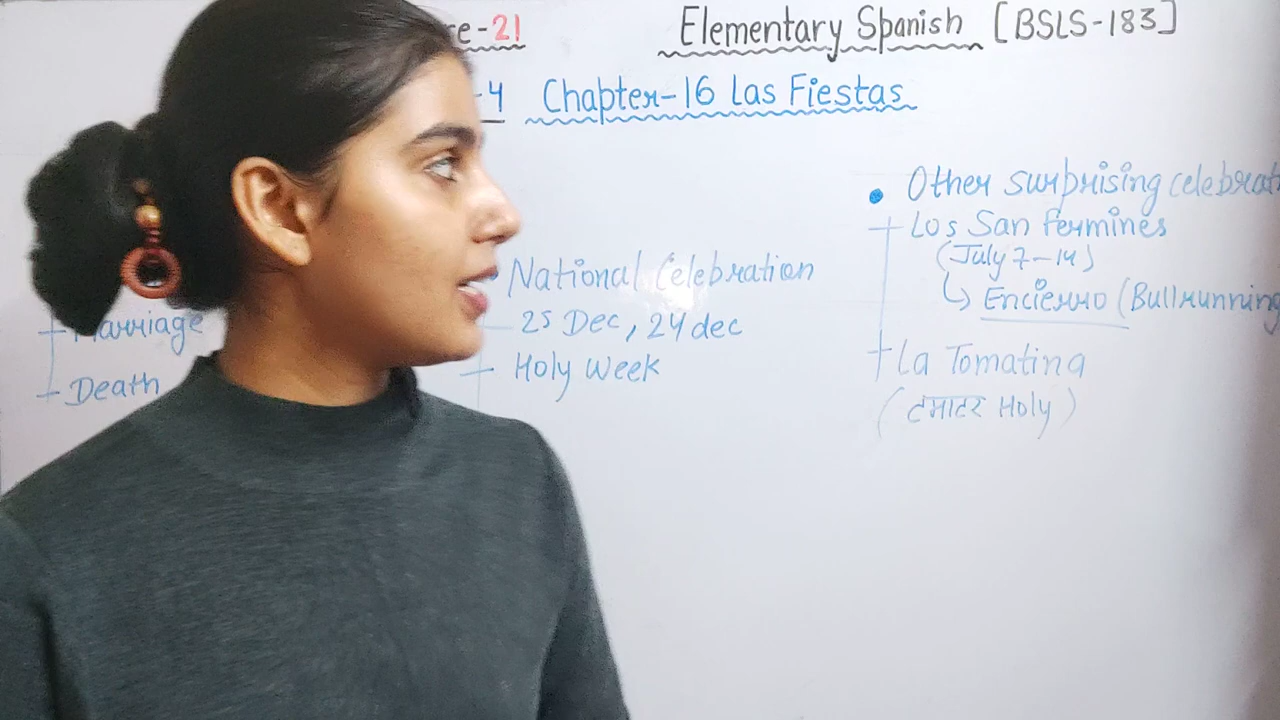 re-21
Elementary Spanish [BSLS-183]
-4 Chapter-16 Las Fiestas
Marriage
Death
National Celebration
25 Dec, 24 dec
Holy Week
Other surprising celebrat
Los San Fermines
(July 7-14)
Encierro (Bullrunning
La Tomatina
(टमाटर Holy)